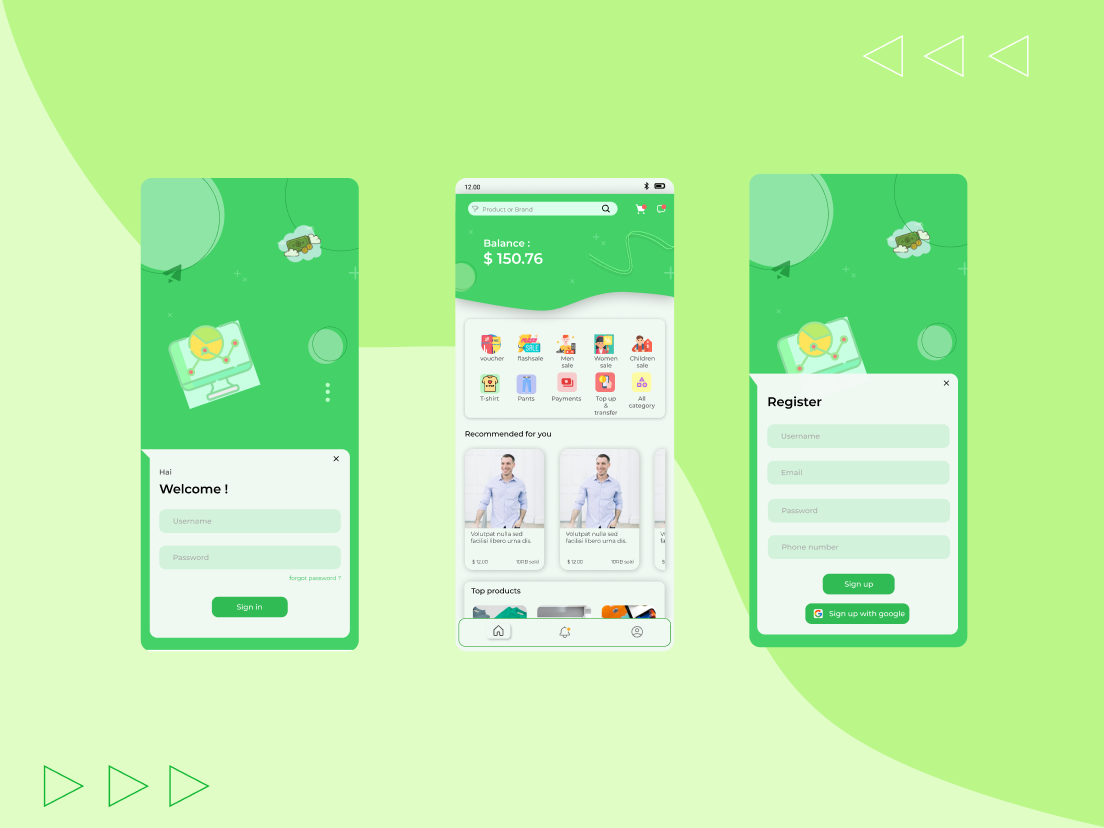 Hai
Welcome !
Username
Password
forgot password ?
Sign in
12.00
Product or Brand
Balance :
$ 150.76
voucher
flashsale
Men
sale
Women
sale
Children
sale
T-shirt
Pants
Payments
Top up
&
transfer
All
category
Recommended for you
Volutpat nulla sed
facilisi libero urna dis.
$ 12.00
10RB sold
Volutpat nulla sed
facilisi libero urna dis.
$ 12.00
10RB sold
Top products
Register
Username
Email
Password
Phone number
Sign up
Sign up with google